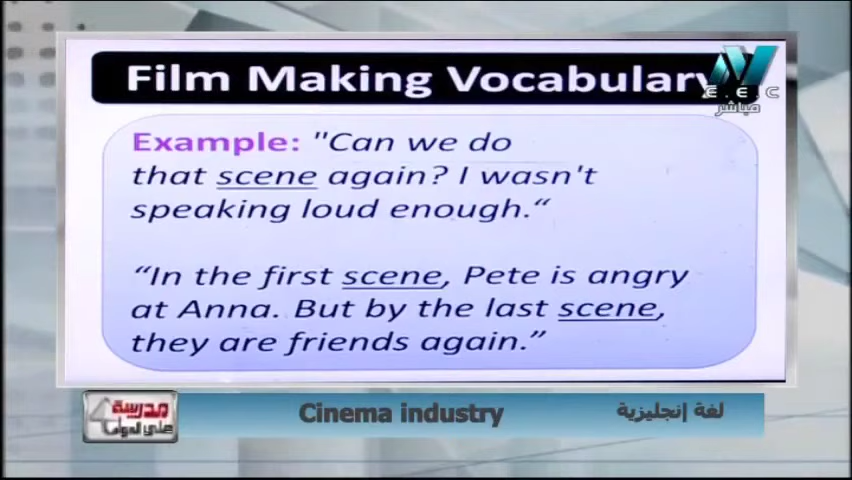 Film Making Vocabulary
E.E.C
مباشر
Example: "Can we do
that scene again? I wasn't
speaking loud enough.“
“In the first scene, Pete is angry
at Anna. But by the last scene,
they are friends again.”
مدرسة
على الهواء
Cinema industry
لغة إنجليزية